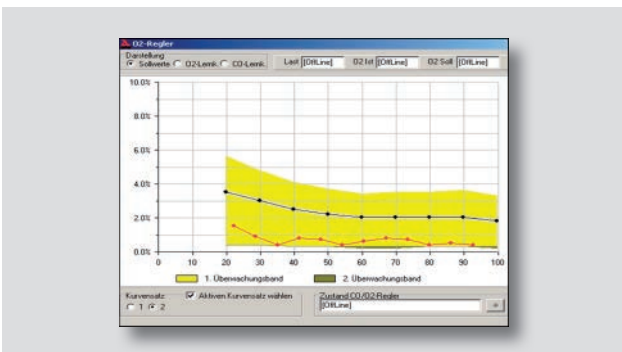 O2-Regler
Darstellung
Sollwerte O2-Lernk. CO-Lernk.
Last [OffLine] O2 Ist [OffLine] O2 Soll [OffLine]
10.0%
8.0%
6.0%
4.0%
2.0%
0.0%
0 10 20 30 40 50 60 70 80 90 100
1. Überwachungsband 2. Überwachungsband
Kurvensatz
1 2
Aktiven Kurvensatz wählen
Zustand CO/O2-Regler
[OffLine]